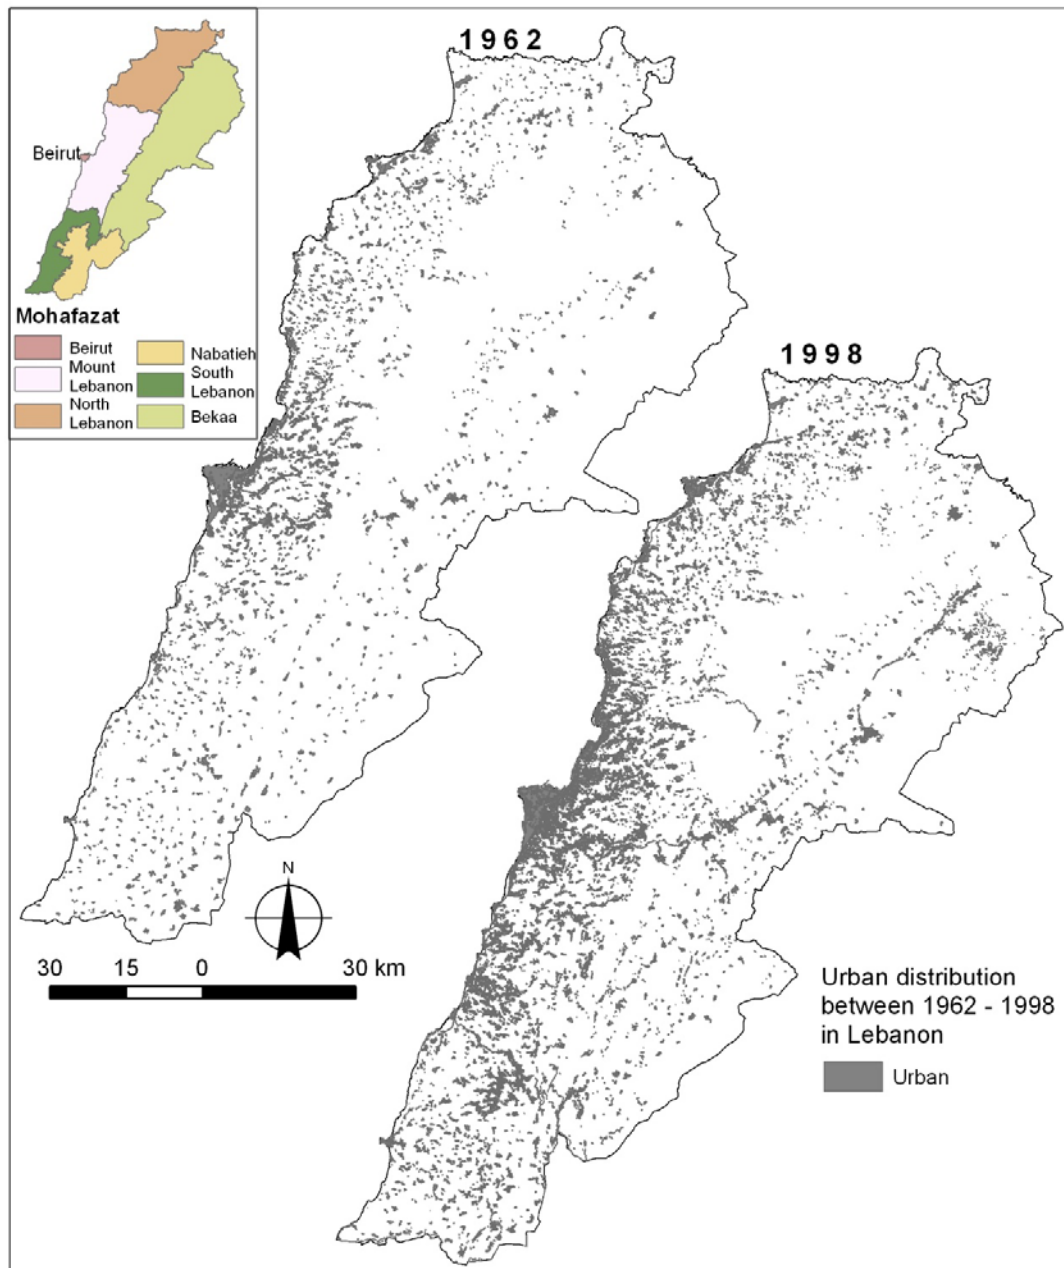 1962
Beirut
Mohafazat
Beirut
Mount
Lebanon
North
Lebanon
Nabatieh
South
Lebanon
Bekaa
1998
N
30 15 0 30 km
Urban distribution
between 1962 - 1998
in Lebanon
Urban